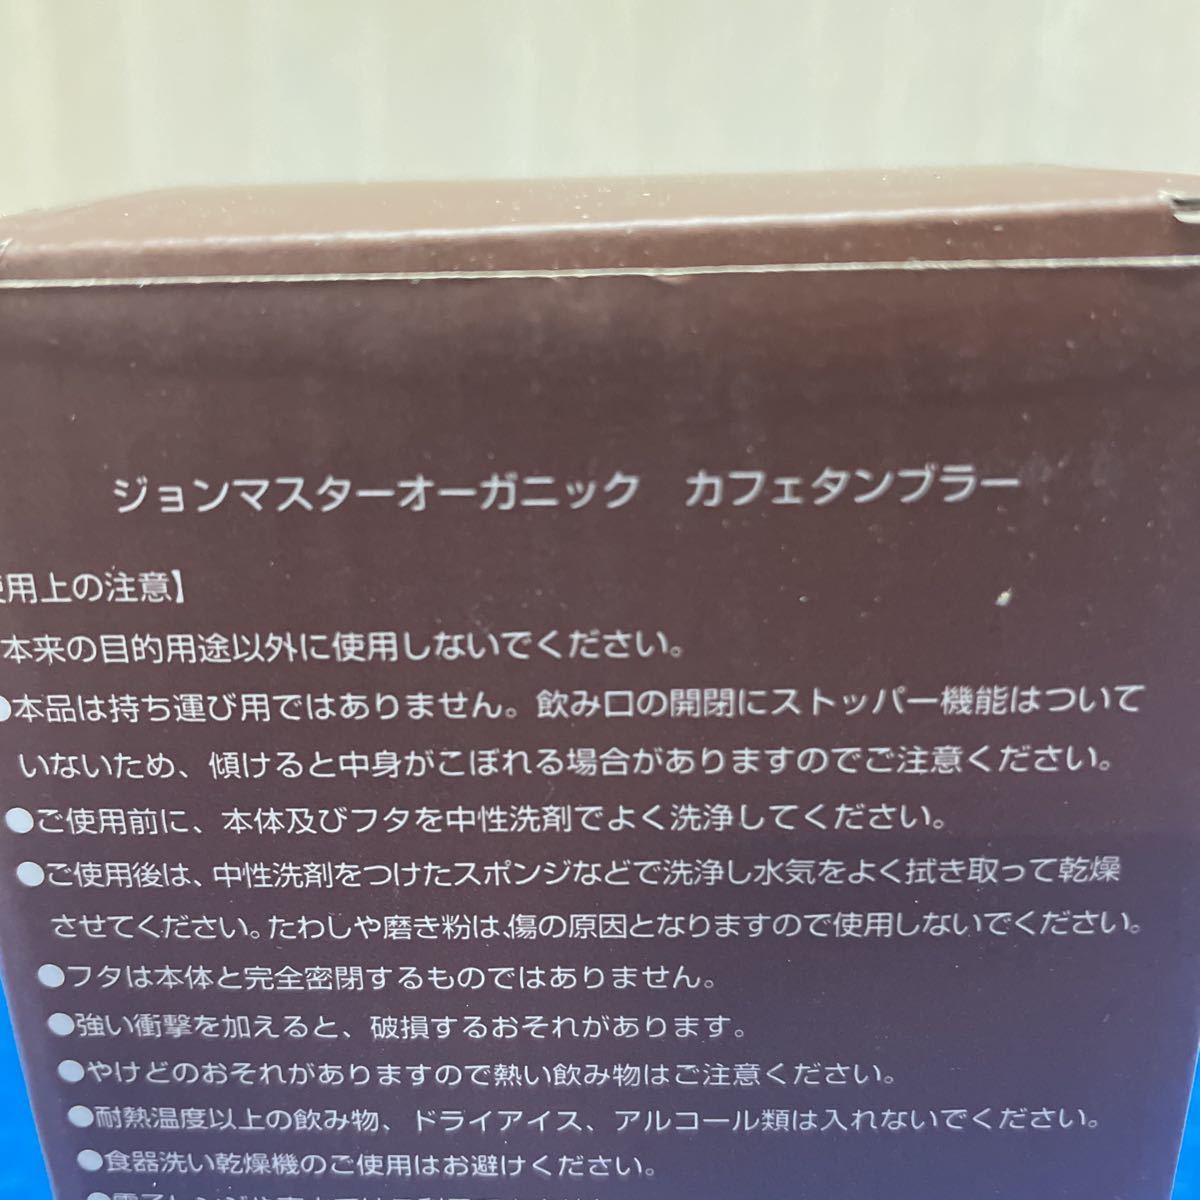 ジョンマスターオーガニック　カフェタンブラー
用上の注意】
本来の目的用途以外に使用しないでください。
●本品は持ち運び用ではありません。飲み口の開閉にストッパー機能はついて
いないため、傾けると中身がこぼれる場合がありますのでご注意ください。
●ご使用前に、本体及びフタを中性洗剤でよく洗浄してください。
●ご使用後は、中性洗剤をつけたスポンジなどで洗浄し水気をよく拭き取って乾燥
させてください。たわしや磨き粉は、傷の原因となりますので使用しないでください。
●フタは本体と完全密閉するものではありません。
●強い衝撃を加えると、破損するおそれがあります。
●やけどのおそれがありますので熱い飲み物はご注意ください。
●耐熱温度以上の飲み物、ドライアイス、アルコール類は入れないでください。
●食器洗い乾燥機のご使用はお避けください。